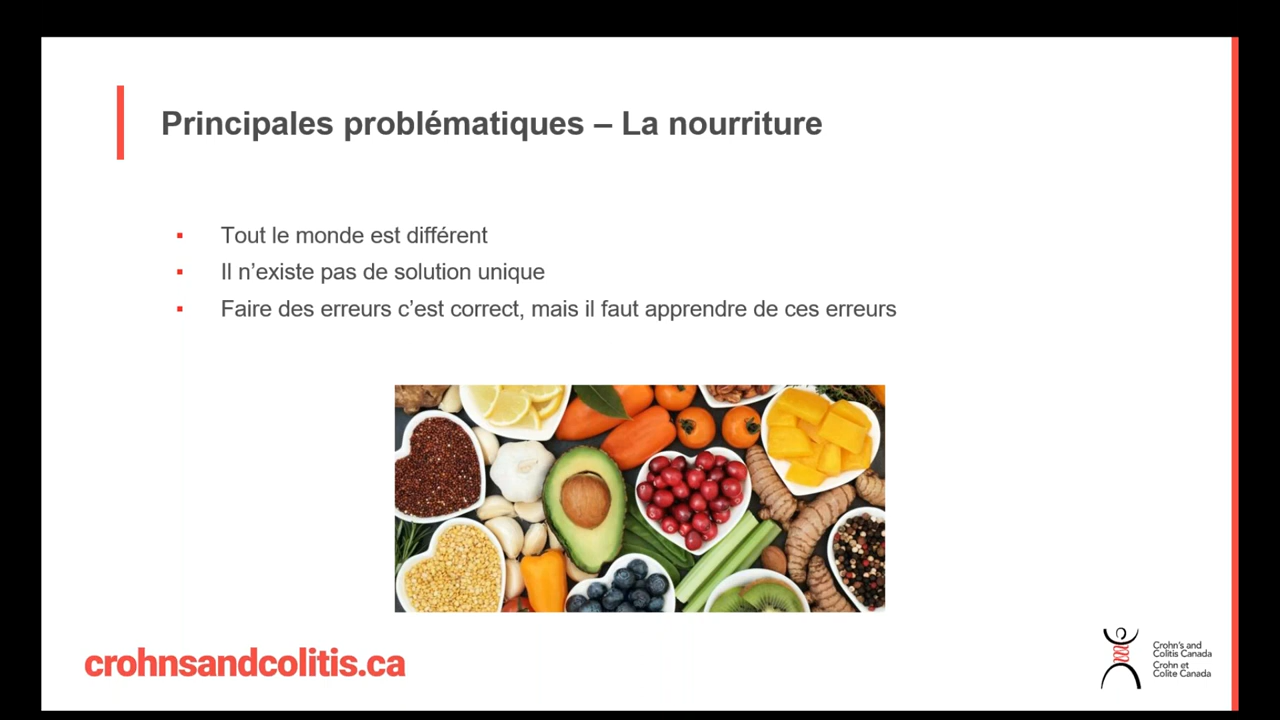 Principales problématiques – La nourriture
Tout le monde est différent
Il n’existe pas de solution unique
Faire des erreurs c’est correct, mais il faut apprendre de ces erreurs
crohnsandcolitis.ca
Crohn's and
Colitis Canada
Crohn et
Colite Canada